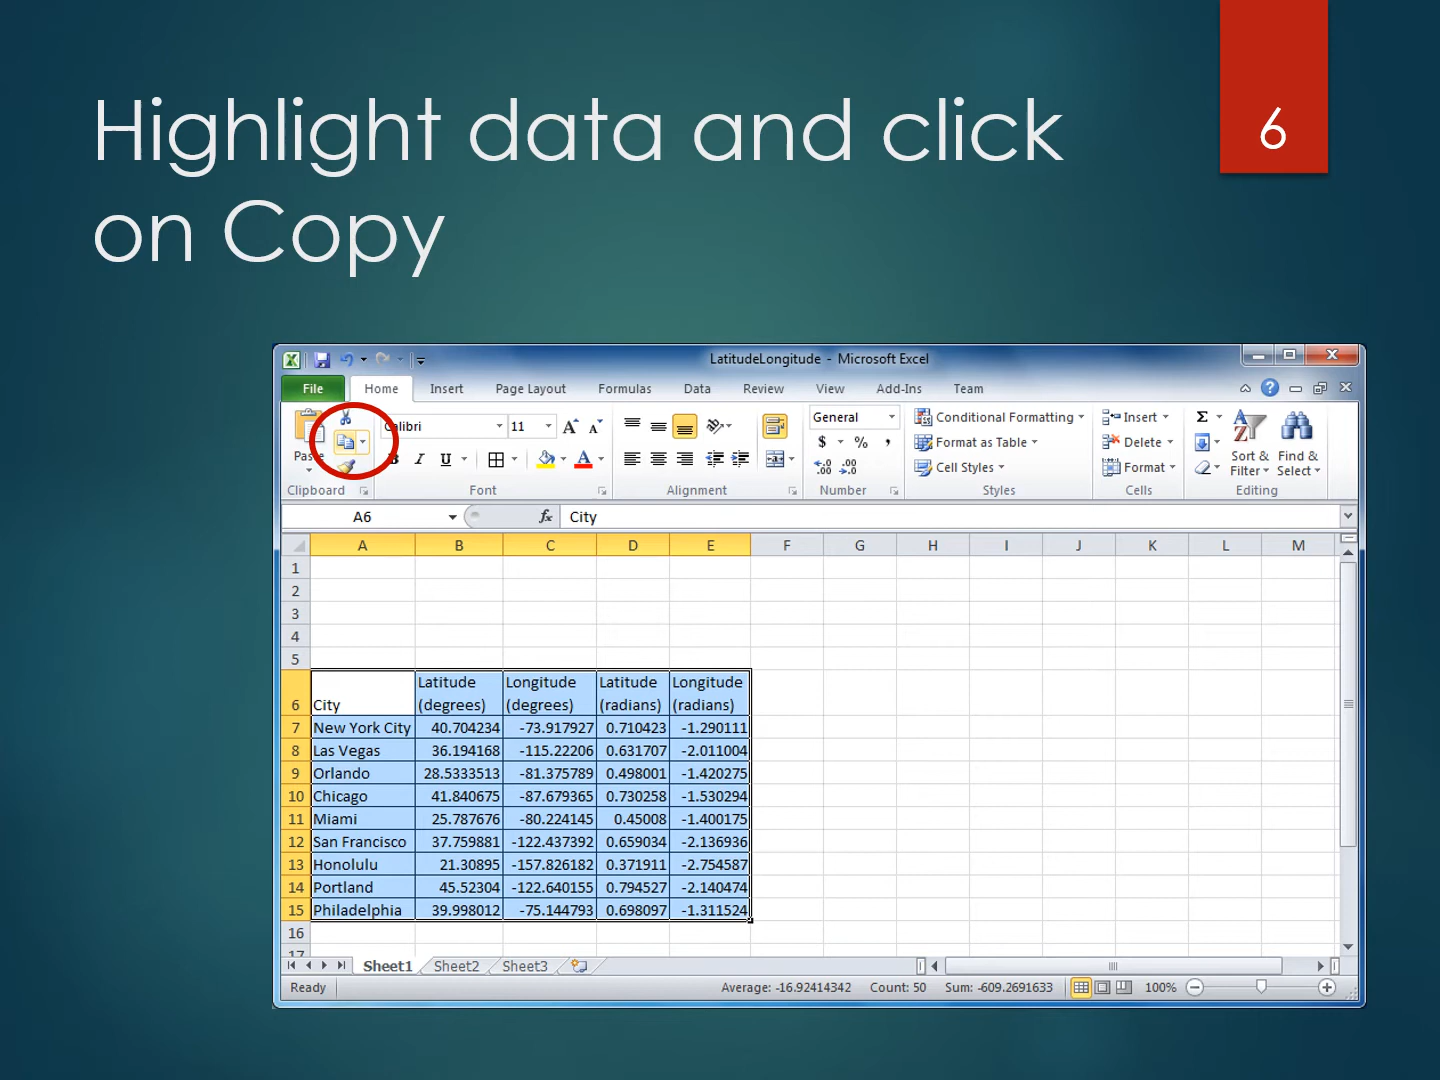 Highlight data and click
on Copy
6
LatitudeLongitude - Microsoft Excel
File Home Insert Page Layout Formulas Data Review View Add-Ins Team
Calibri 11 General Conditional Formatting Insert Σ
$ % , Format as Table Delete
Paste B I U A Cell Styles Format Sort & Filter Find & Select
Clipboard Font Alignment Number Styles Cells Editing
A6 fx City
A B C D E F G H I J K L M
1
2
3
4
5
6 City Latitude (degrees) Longitude (degrees) Latitude (radians) Longitude (radians)
7 New York City 40.704234 -73.917927 0.710423 -1.290111
8 Las Vegas 36.194168 -115.22206 0.631707 -2.011004
9 Orlando 28.5333513 -81.375789 0.498001 -1.420275
10 Chicago 41.840675 -87.679365 0.730258 -1.530294
11 Miami 25.787676 -80.224145 0.45008 -1.400175
12 San Francisco 37.759881 -122.437392 0.659034 -2.136936
13 Honolulu 21.30895 -157.826182 0.371911 -2.754587
14 Portland 45.52304 -122.640155 0.794527 -2.140474
15 Philadelphia 39.998012 -75.144793 0.698097 -1.311524
16
17
Sheet1 Sheet2 Sheet3
Ready Average: -16.92414342 Count: 50 Sum: -609.2691633 100%